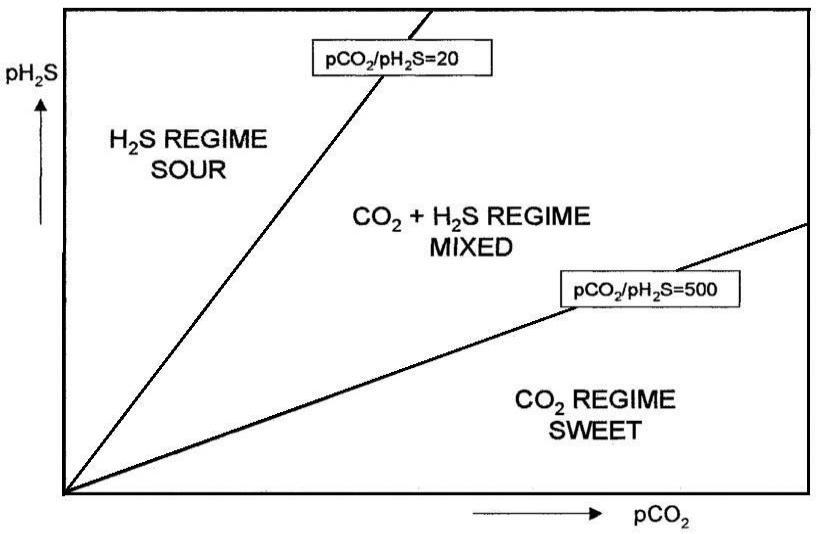 pCO₂/pH₂S=20
pH₂S
H₂S REGIME
SOUR
CO₂ + H₂S REGIME
MIXED
pCO₂/pH₂S=500
CO₂ REGIME
SWEET
pCO₂